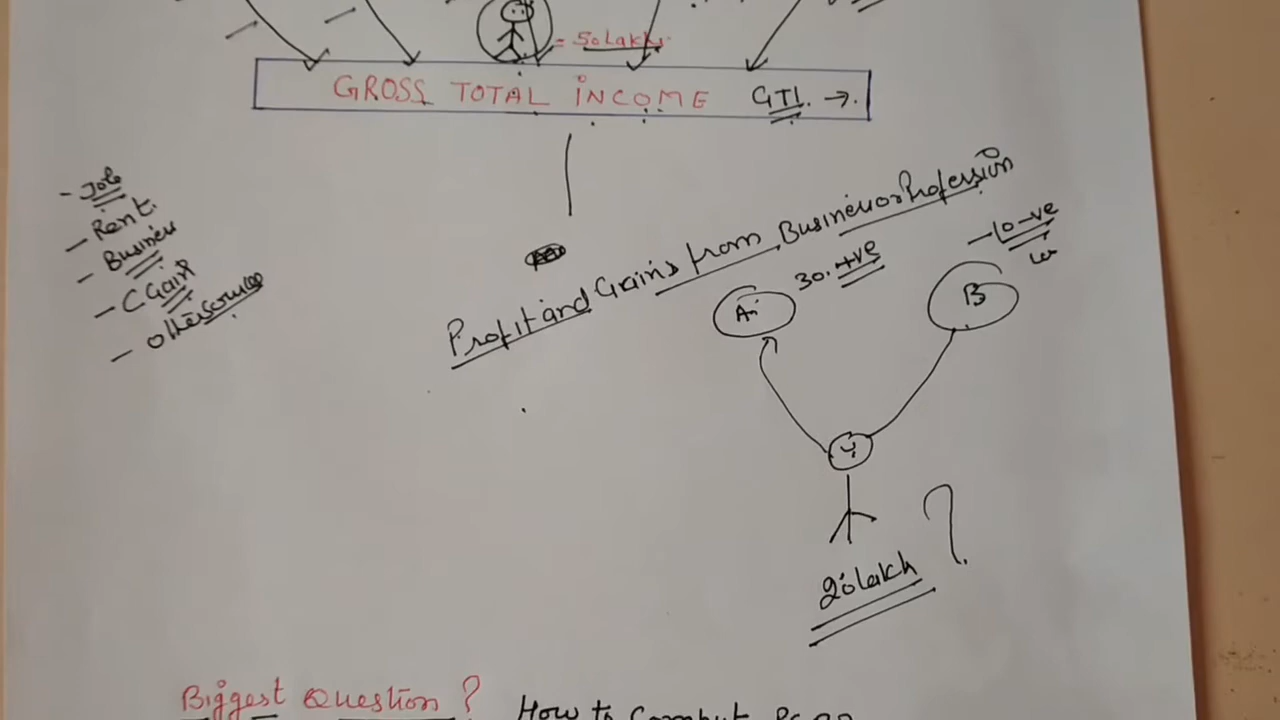 = 50 Lakhs.
GROSS TOTAL INCOME GTI. →.
- Job
- Rent.
- Business
- C Gain
- other sources
Profit and Gains from Business or Profession
30. +ve
-10 -ve
A
B
Y
20 lakh ?
Biggest Question ? How to Comput